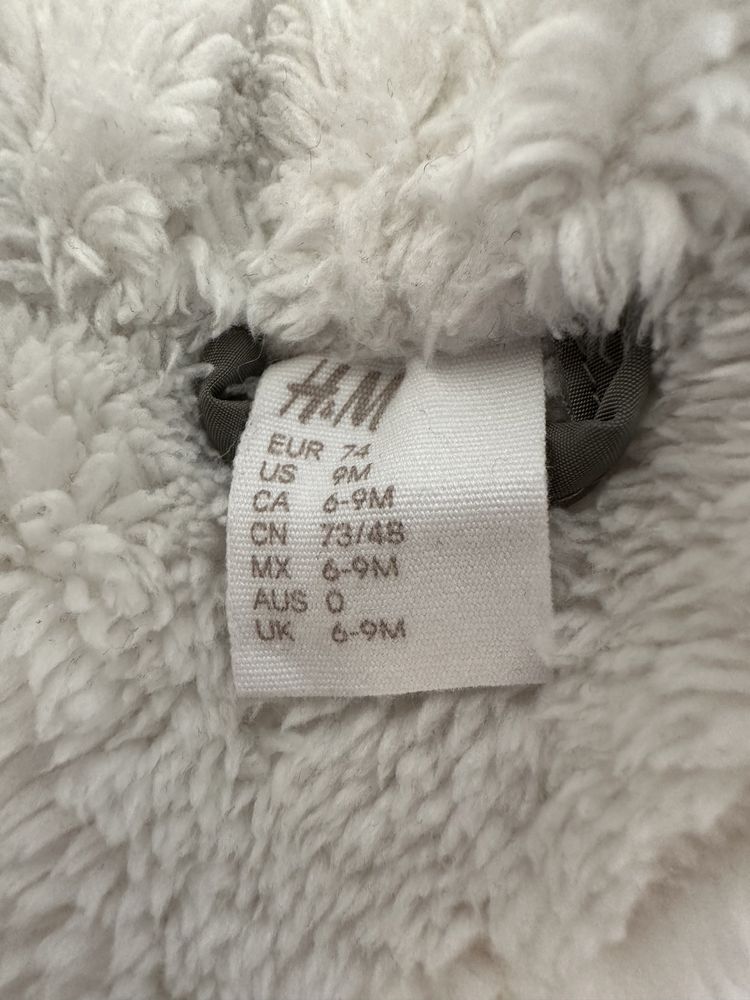 H&M
EUR 74
US 9M
CA 6-9M
CN 73/48
MX 6-9M
AUS 0
UK 6-9M